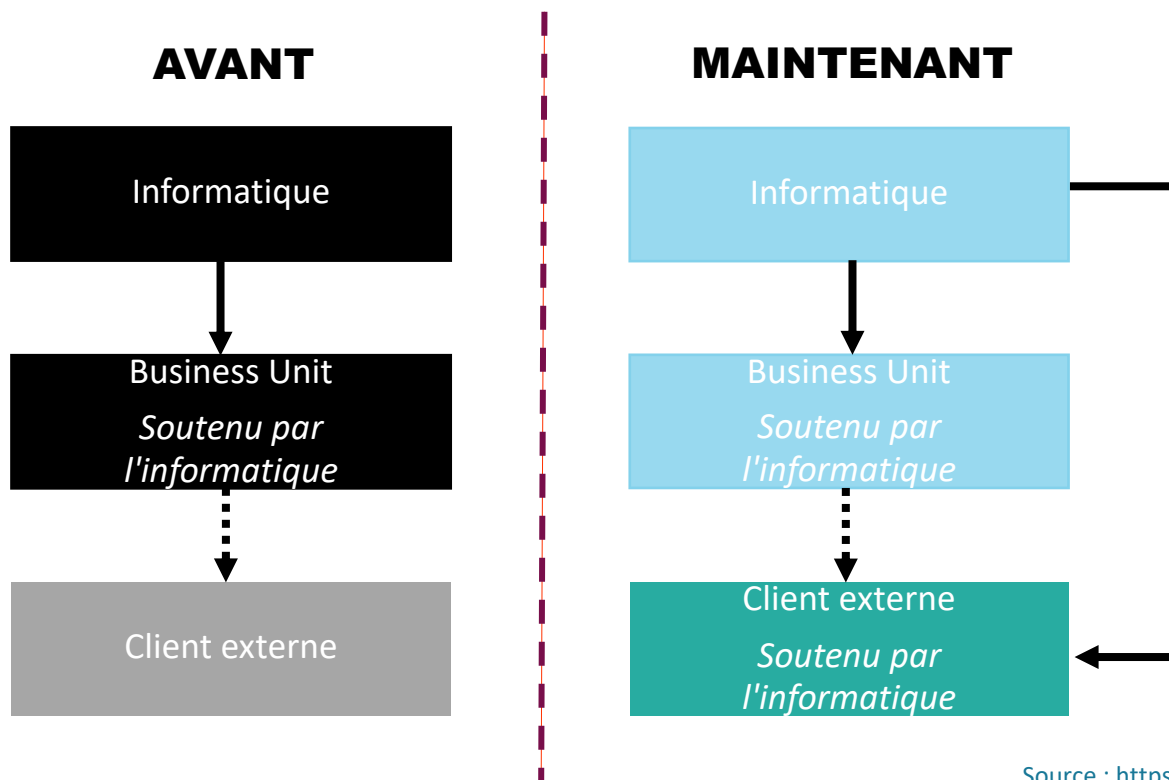 AVANT
Informatique
Business Unit
Soutenu par
l'informatique
Client externe
MAINTENANT
Informatique
Business Unit
Soutenu par
l'informatique
Client externe
Soutenu par
l'informatique
Source : https